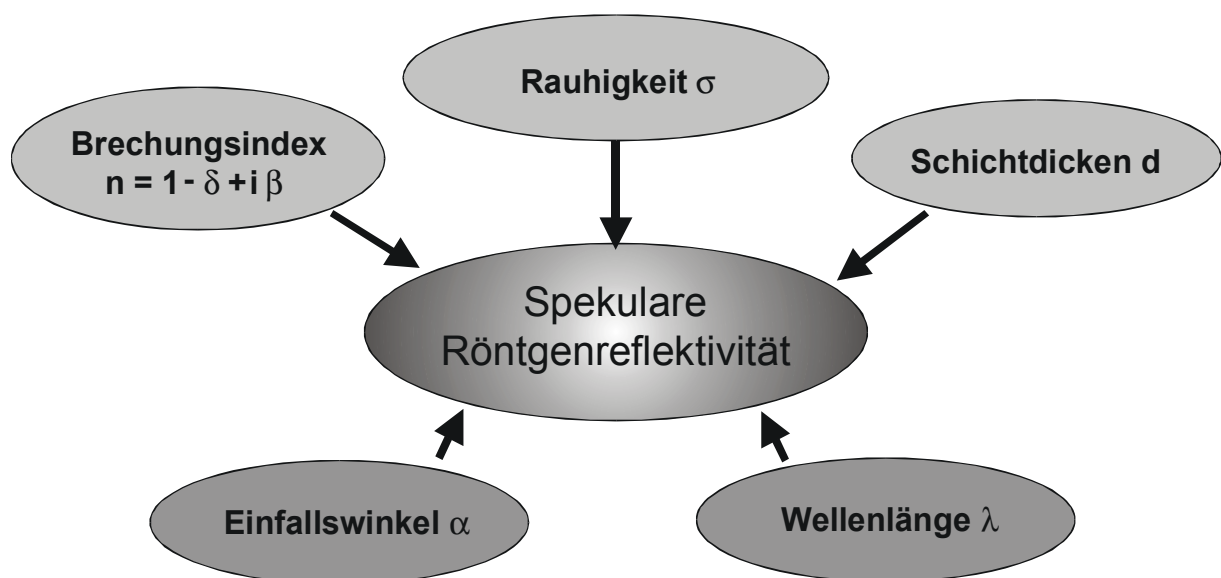 Rauhigkeit σ
Brechungsindex
n = 1 - δ + i β
Schichtdicken d
Spekulare
Röntgenreflektivität
Einfallswinkel α
Wellenlänge λ